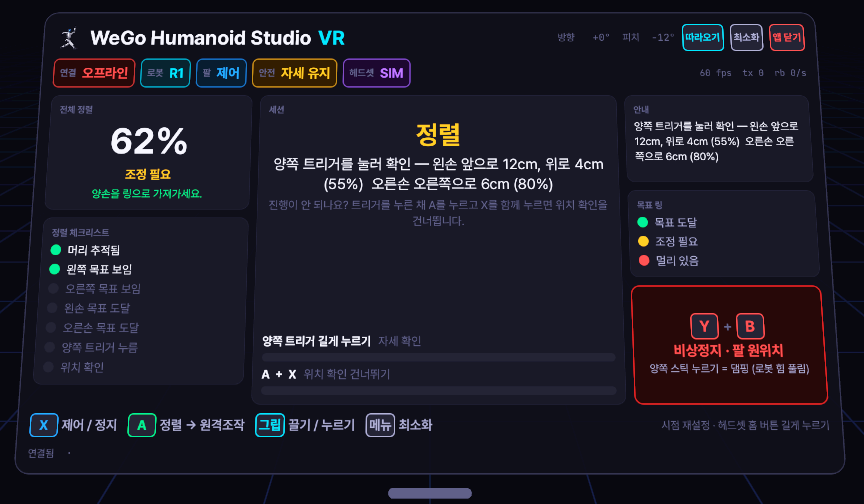 WeGo Humanoid Studio VR
방향 +0° 피치 -12° 따라오기 최소화 앱 닫기
연결 오프라인 로봇 R1 팔 제어 안전 자세 유지 헤드셋 SIM
60 fps tx 0 rb 0/s
전체 정렬
62%
조정 필요
양손을 링으로 가져가세요.
정렬 체크리스트
머리 추적됨
왼쪽 목표 보임
오른쪽 목표 보임
왼손 목표 도달
오른손 목표 도달
양쪽 트리거 누름
위치 확인
세션
정렬
양쪽 트리거를 눌러 확인 — 왼손 앞으로 12cm, 위로 4cm
(55%) 오른손 오른쪽으로 6cm (80%)
진행이 안 되나요? 트리거를 누른 채 A를 누르고 X를 함께 누르면 위치 확인을
건너뜁니다.
양쪽 트리거 길게 누르기 자세 확인
A + X 위치 확인 건너뛰기
안내
양쪽 트리거를 눌러 확인 — 왼손 앞으로
12cm, 위로 4cm (55%) 오른손 오른
쪽으로 6cm (80%)
목표 링
목표 도달
조정 필요
멀리 있음
Y + B
비상정지 · 팔 원위치
양쪽 스틱 누르기 = 댐핑 (로봇 힘 풀림)
X 제어 / 정지 A 정렬 → 원격조작 그립 끌기 / 누르기 메뉴 최소화
시점 재설정 · 헤드셋 홈 버튼 길게 누르기
연결됨 ·